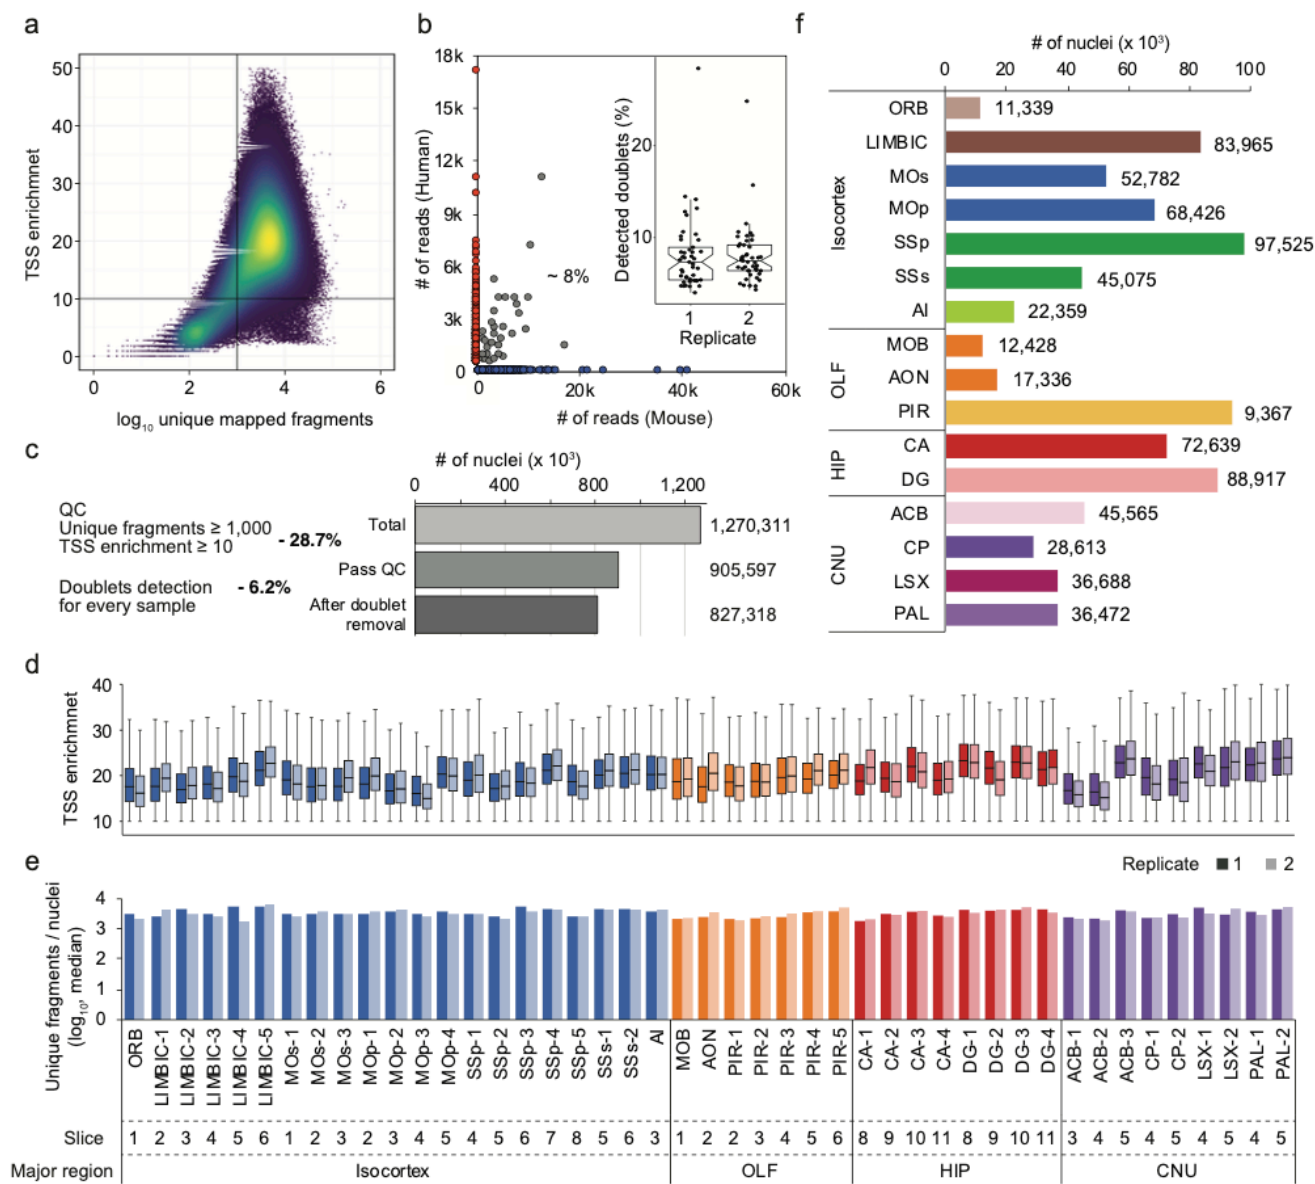 a
TSS enrichmnet
50
40
30
20
10
0
0
2
4
6
log10 unique mapped fragments
b
# of reads (Human)
18k
15k
12k
9k
6k
3k
0
0
20k
40k
60k
# of reads (Mouse)
~ 8%
Detected doublets (%)
20
10
1
2
Replicate
c
# of nuclei (x 10³)
0
400
800
1,200
QC
Unique fragments ≥ 1,000
TSS enrichment ≥ 10
- 28.7%
Doublets detection
for every sample
- 6.2%
Total
1,270,311
Pass QC
905,597
After doublet
removal
827,318
f
# of nuclei (x 10³)
0
20
40
60
80
100
Isocortex
ORB
11,339
LIMBIC
83,965
MOs
52,782
MOp
68,426
SSp
97,525
SSs
45,075
AI
22,359
OLF
MOB
12,428
AON
17,336
PIR
9,367
HIP
CA
72,639
DG
88,917
CNU
ACB
45,565
CP
28,613
LSX
36,688
PAL
36,472
d
TSS enrichmnet
40
30
20
10
e
Replicate 1 2
Unique fragments / nuclei
(log10, median)
4
3
2
1
0
ORB
LIMBIC-1
LIMBIC-2
LIMBIC-3
LIMBIC-4
LIMBIC-5
MOs-1
MOs-2
MOs-3
MOp-1
MOp-2
MOp-3
MOp-4
SSp-1
SSp-2
SSp-3
SSp-4
SSp-5
SSs-1
SSs-2
AI
MOB
AON
PIR-1
PIR-2
PIR-3
PIR-4
PIR-5
CA-1
CA-2
CA-3
CA-4
DG-1
DG-2
DG-3
DG-4
ACB-1
ACB-2
ACB-3
CP-1
CP-2
LSX-1
LSX-2
PAL-1
PAL-2
Slice 1 2 3 4 5 6 1 2 3 2 3 4 5 4 5 6 7 8 5 6 3 1 2 2 3 4 5 6 8 9 10 11 8 9 10 11 3 4 5 3 4 4 5 4 5
Major region Isocortex OLF HIP CNU